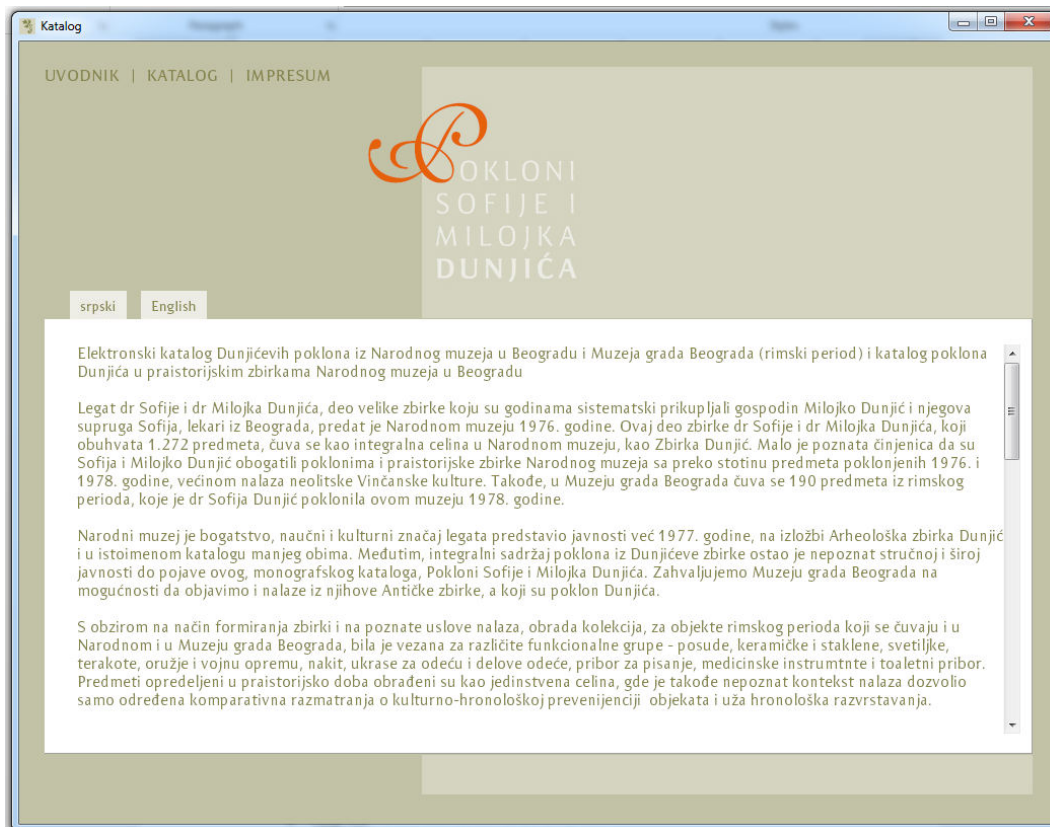 Katalog
UVODNIK | KATALOG | IMPRESUM
POKLONI
SOFIJE I
MILOJKA
DUNJIĆA
srpski English
Elektronski katalog Dunjićevih poklona iz Narodnog muzeja u Beogradu i Muzeja grada Beograda (rimski period) i katalog poklona
Dunjića u praistorijskim zbirkama Narodnog muzeja u Beogradu
Legat dr Sofije i dr Milojka Dunjića, deo velike zbirke koju su godinama sistematski prikupljali gospodin Milojko Dunjić i njegova
supruga Sofija, lekari iz Beograda, predat je Narodnom muzeju 1976. godine. Ovaj deo zbirke dr Sofije i dr Milojka Dunjića, koji
obuhvata 1.272 predmeta, čuva se kao integralna celina u Narodnom muzeju, kao Zbirka Dunjić. Malo je poznata činjenica da su
Sofija i Milojko Dunjić obogatili poklonima i praistorijske zbirke Narodnog muzeja sa preko stotinu predmeta poklonjenih 1976. i
1978. godine, većinom nalaza neolitske Vinčanske kulture. Takođe, u Muzeju grada Beograda čuva se 190 predmeta iz rimskog
perioda, koje je dr Sofija Dunjić poklonila ovom muzeju 1978. godine.
Narodni muzej je bogatstvo, naučni i kulturni značaj legata predstavio javnosti već 1977. godine, na izložbi Arheološka zbirka Dunjić
i u istoimenom katalogu manjeg obima. Međutim, integralni sadržaj poklona iz Dunjićeve zbirke ostao je nepoznat stručnoj i široj
javnosti do pojave ovog, monografskog kataloga, Pokloni Sofije i Milojka Dunjića. Zahvaljujemo Muzeju grada Beograda na
mogućnosti da objavimo i nalaze iz njihove Antičke zbirke, a koji su poklon Dunjića.
S obzirom na način formiranja zbirki i na poznate uslove nalaza, obrada kolekcija, za objekte rimskog perioda koji se čuvaju i u
Narodnom i u Muzeju grada Beograda, bila je vezana za različite funkcionalne grupe - posude, keramičke i staklene, svetiljke,
terakote, oružje i vojnu opremu, nakit, ukrase za odeću i delove odeće, pribor za pisanje, medicinske instrumtnte i toaletni pribor.
Predmeti opredeljeni u praistorijsko doba obrađeni su kao jedinstvena celina, gde je takođe nepoznat kontekst nalaza dozvolio
samo određena komparativna razmatranja o kulturno-hronološkoj prevenijenciji objekata i uža hronološka razvrstavanja.